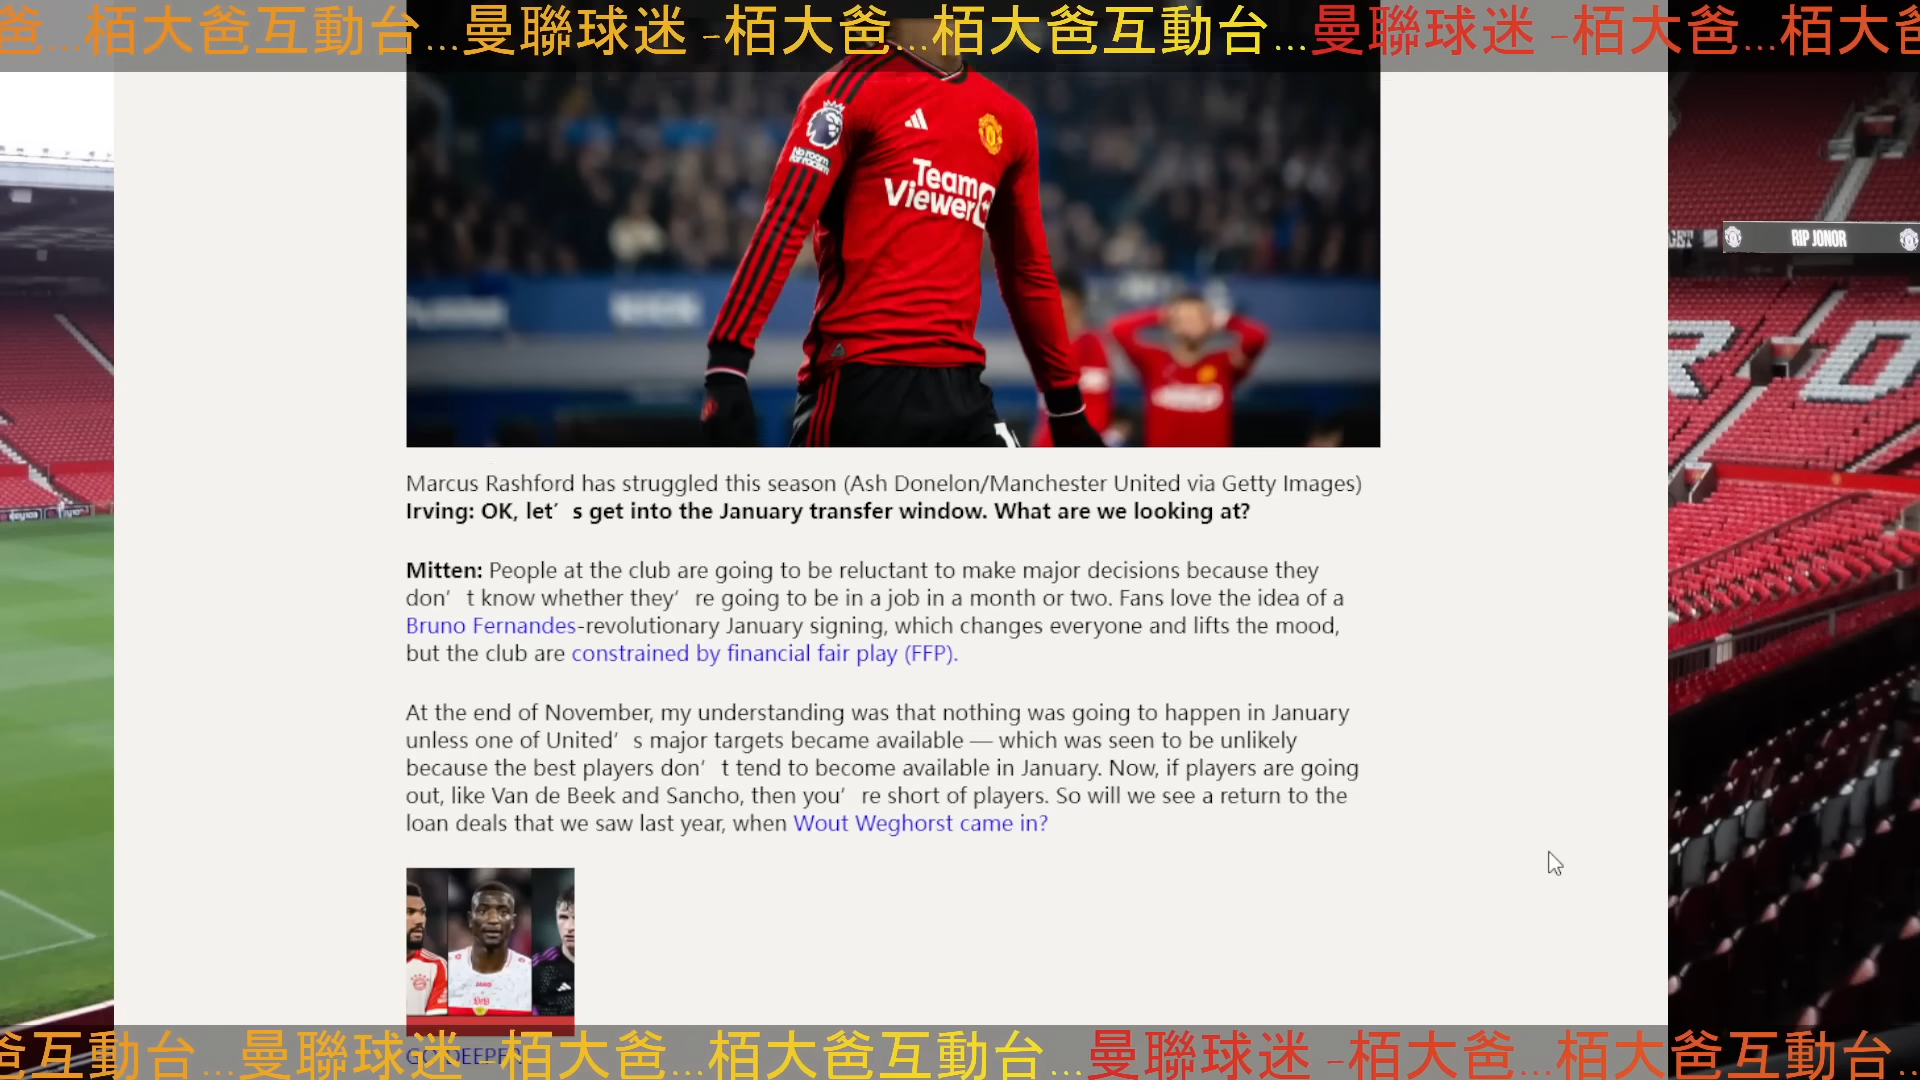 爸...栢大爸互動台...曼聯球迷 -栢大爸...栢大爸互動台...曼聯球迷 -栢大爸...栢大爸
No room for racism
Team
Viewer
RIP JONOR
Marcus Rashford has struggled this season (Ash Donelon/Manchester United via Getty Images)
Irving: OK, let’s get into the January transfer window. What are we looking at?
Mitten: People at the club are going to be reluctant to make major decisions because they
don’t know whether they’re going to be in a job in a month or two. Fans love the idea of a
Bruno Fernandes-revolutionary January signing, which changes everyone and lifts the mood,
but the club are constrained by financial fair play (FFP).
At the end of November, my understanding was that nothing was going to happen in January
unless one of United’s major targets became available — which was seen to be unlikely
because the best players don’t tend to become available in January. Now, if players are going
out, like Van de Beek and Sancho, then you’re short of players. So will we see a return to the
loan deals that we saw last year, when Wout Weghorst came in?
GO DEEPER
爸互動台...曼聯球迷 -栢大爸...栢大爸互動台...曼聯球迷 -栢大爸...栢大爸互動台...